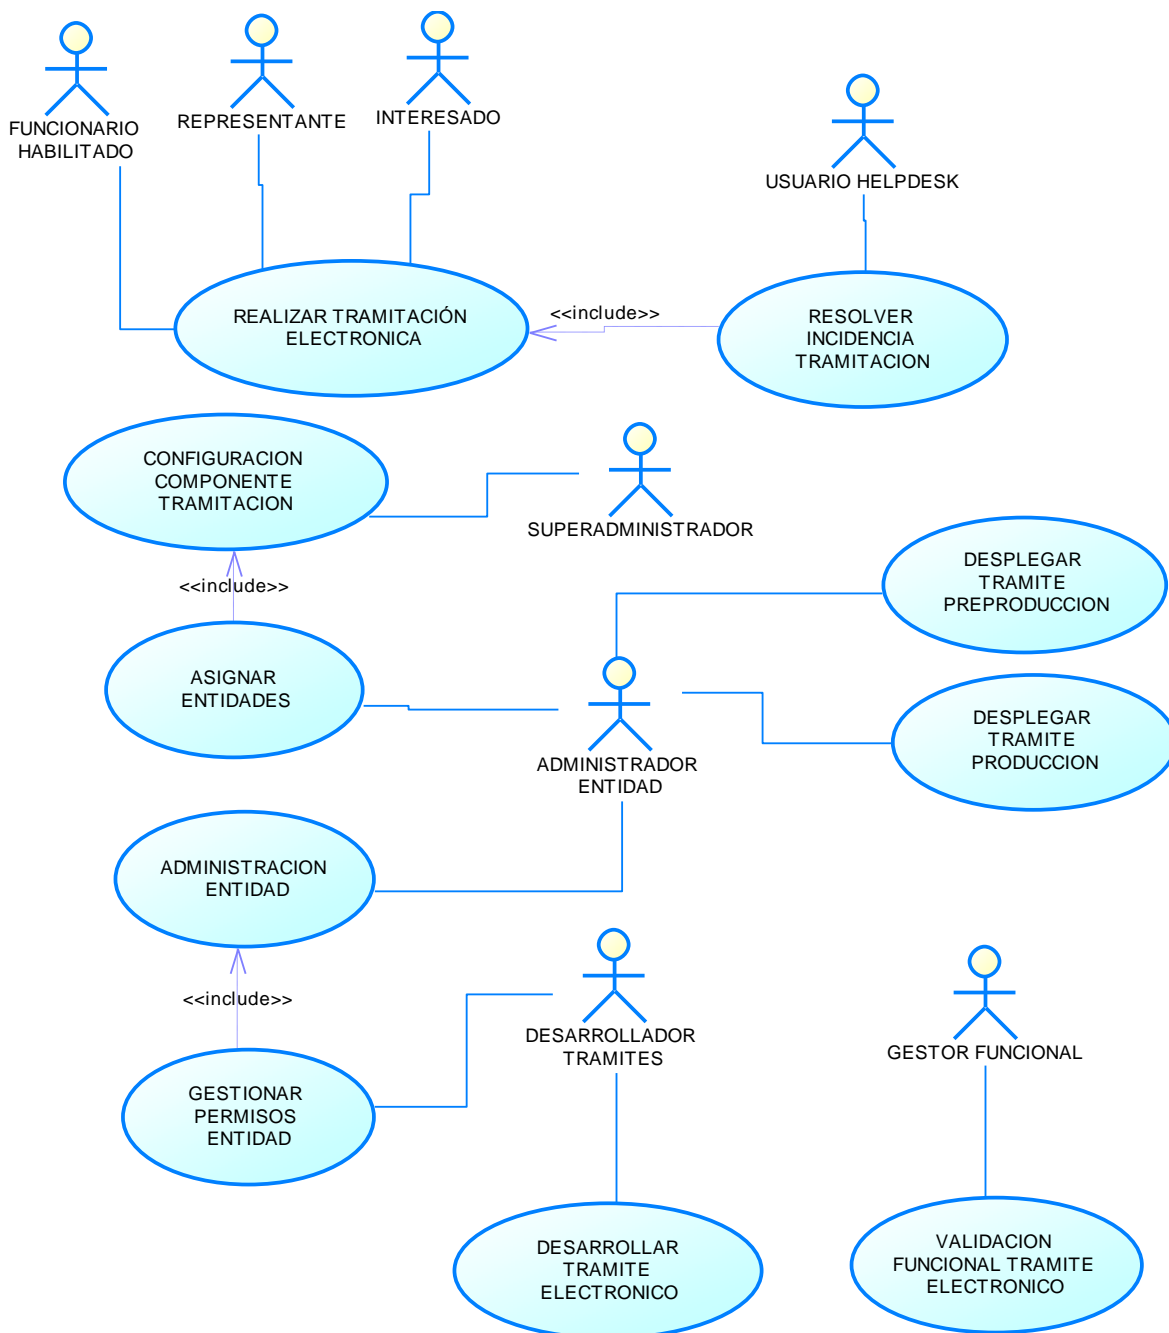 FUNCIONARIO
HABILITADO
REPRESENTANTE
INTERESADO
USUARIO HELPDESK
REALIZAR TRAMITACIÓN
ELECTRONICA
<<include>>
RESOLVER
INCIDENCIA
TRAMITACION
CONFIGURACION
COMPONENTE
TRAMITACION
SUPERADMINISTRADOR
<<include>>
DESPLEGAR
TRAMITE
PREPRODUCCION
ASIGNAR
ENTIDADES
ADMINISTRADOR
ENTIDAD
DESPLEGAR
TRAMITE
PRODUCCION
ADMINISTRACION
ENTIDAD
<<include>>
DESARROLLADOR
TRAMITES
GESTOR FUNCIONAL
GESTIONAR
PERMISOS
ENTIDAD
DESARROLLAR
TRAMITE
ELECTRONICO
VALIDACION
FUNCIONAL TRAMITE
ELECTRONICO